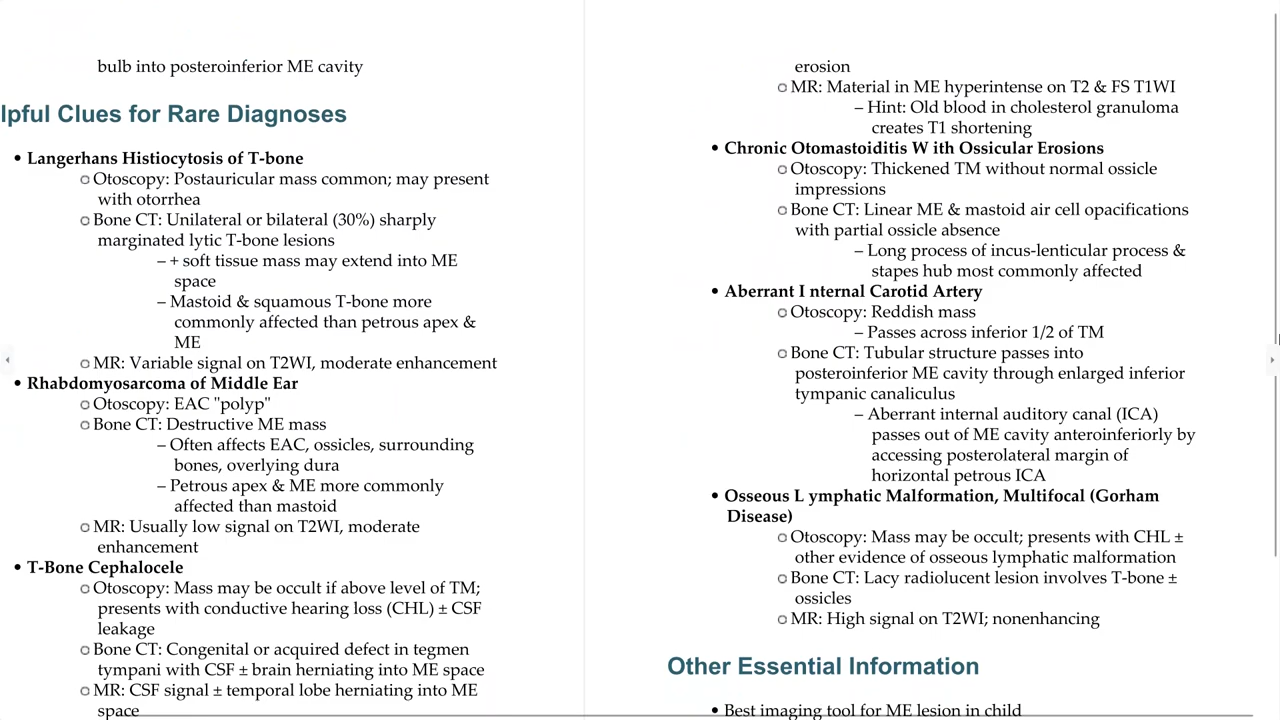 bulb into posteroinferior ME cavity
lpful Clues for Rare Diagnoses
• Langerhans Histiocytosis of T-bone
Otoscopy: Postauricular mass common; may present
with otorrhea
Bone CT: Unilateral or bilateral (30%) sharply
marginated lytic T-bone lesions
– + soft tissue mass may extend into ME
space
– Mastoid & squamous T-bone more
commonly affected than petrous apex &
ME
MR: Variable signal on T2WI, moderate enhancement
• Rhabdomyosarcoma of Middle Ear
Otoscopy: EAC "polyp"
Bone CT: Destructive ME mass
– Often affects EAC, ossicles, surrounding
bones, overlying dura
– Petrous apex & ME more commonly
affected than mastoid
MR: Usually low signal on T2WI, moderate
enhancement
• T-Bone Cephalocele
Otoscopy: Mass may be occult if above level of TM;
presents with conductive hearing loss (CHL) ± CSF
leakage
Bone CT: Congenital or acquired defect in tegmen
tympani with CSF ± brain herniating into ME space
MR: CSF signal ± temporal lobe herniating into ME
space
erosion
MR: Material in ME hyperintense on T2 & FS T1WI
– Hint: Old blood in cholesterol granuloma
creates T1 shortening
• Chronic Otomastoiditis W ith Ossicular Erosions
Otoscopy: Thickened TM without normal ossicle
impressions
Bone CT: Linear ME & mastoid air cell opacifications
with partial ossicle absence
– Long process of incus-lenticular process &
stapes hub most commonly affected
• Aberrant I nternal Carotid Artery
Otoscopy: Reddish mass
– Passes across inferior 1/2 of TM
Bone CT: Tubular structure passes into
posteroinferior ME cavity through enlarged inferior
tympanic canaliculus
– Aberrant internal auditory canal (ICA)
passes out of ME cavity anteroinferiorly by
accessing posterolateral margin of
horizontal petrous ICA
• Osseous L ymphatic Malformation, Multifocal (Gorham
Disease)
Otoscopy: Mass may be occult; presents with CHL ±
other evidence of osseous lymphatic malformation
Bone CT: Lacy radiolucent lesion involves T-bone ±
ossicles
MR: High signal on T2WI; nonenhancing
Other Essential Information
• Best imaging tool for ME lesion in child